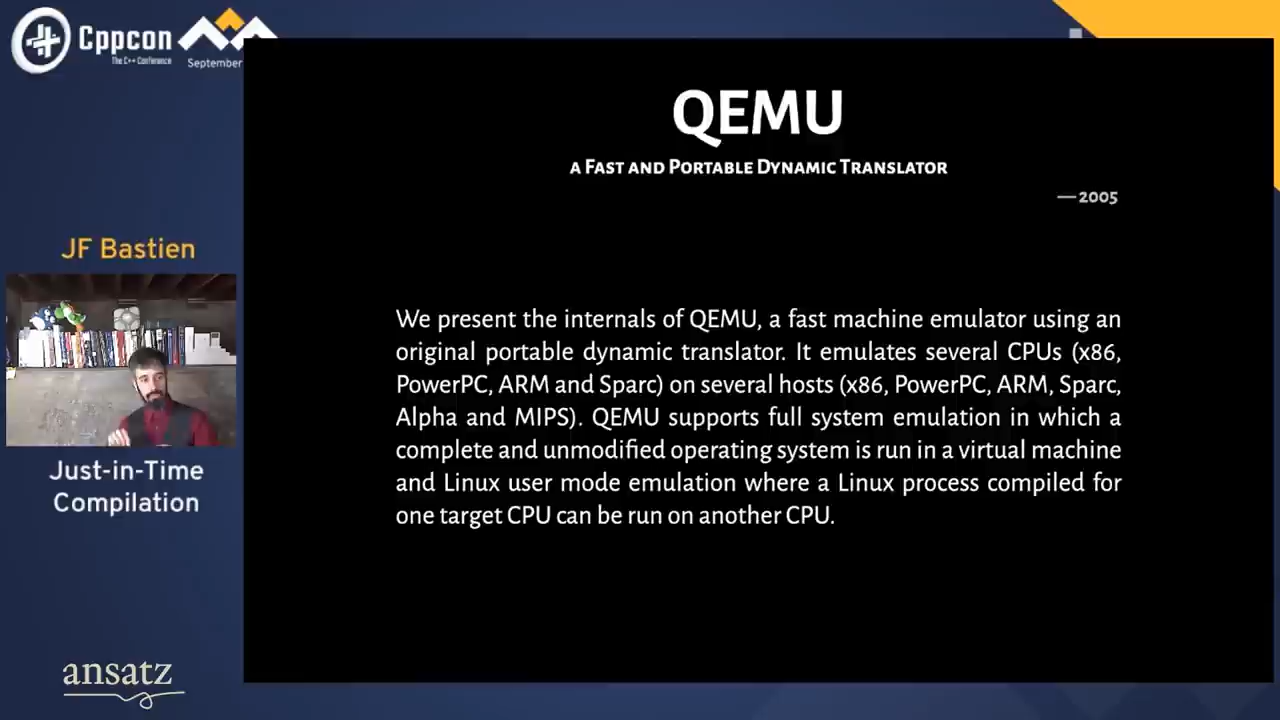 Cppcon
The C++ Conference
September
QEMU
a Fast and Portable Dynamic Translator
—2005
JF Bastien
We present the internals of QEMU, a fast machine emulator using an
original portable dynamic translator. It emulates several CPUs (x86,
PowerPC, ARM and Sparc) on several hosts (x86, PowerPC, ARM, Sparc,
Alpha and MIPS). QEMU supports full system emulation in which a
complete and unmodified operating system is run in a virtual machine
and Linux user mode emulation where a Linux process compiled for
one target CPU can be run on another CPU.
Just-in-Time
Compilation
ansatz